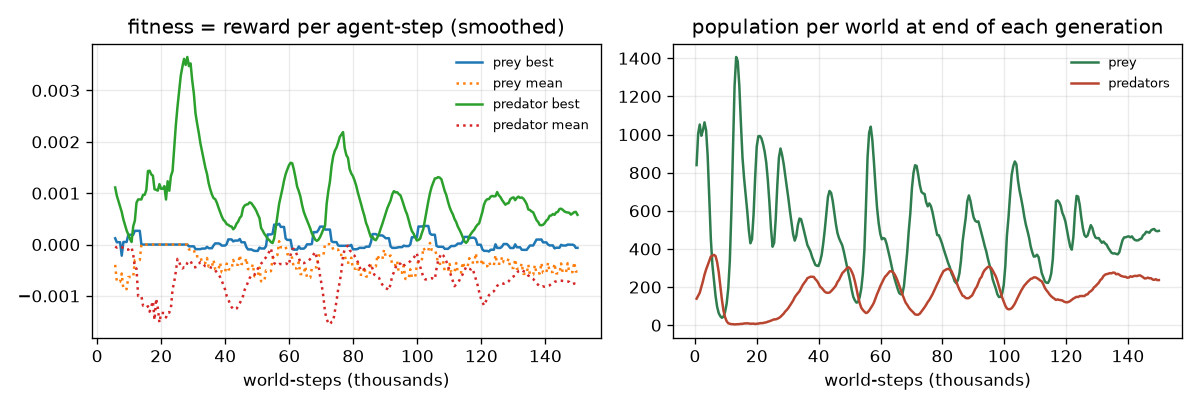 fitness = reward per agent-step (smoothed)
prey best
prey mean
predator best
predator mean
0.003
0.002
0.001
0.000
−0.001
0 20 40 60 80 100 120 140
world-steps (thousands)
population per world at end of each generation
prey
predators
1400
1200
1000
800
600
400
200
0
0 20 40 60 80 100 120 140
world-steps (thousands)